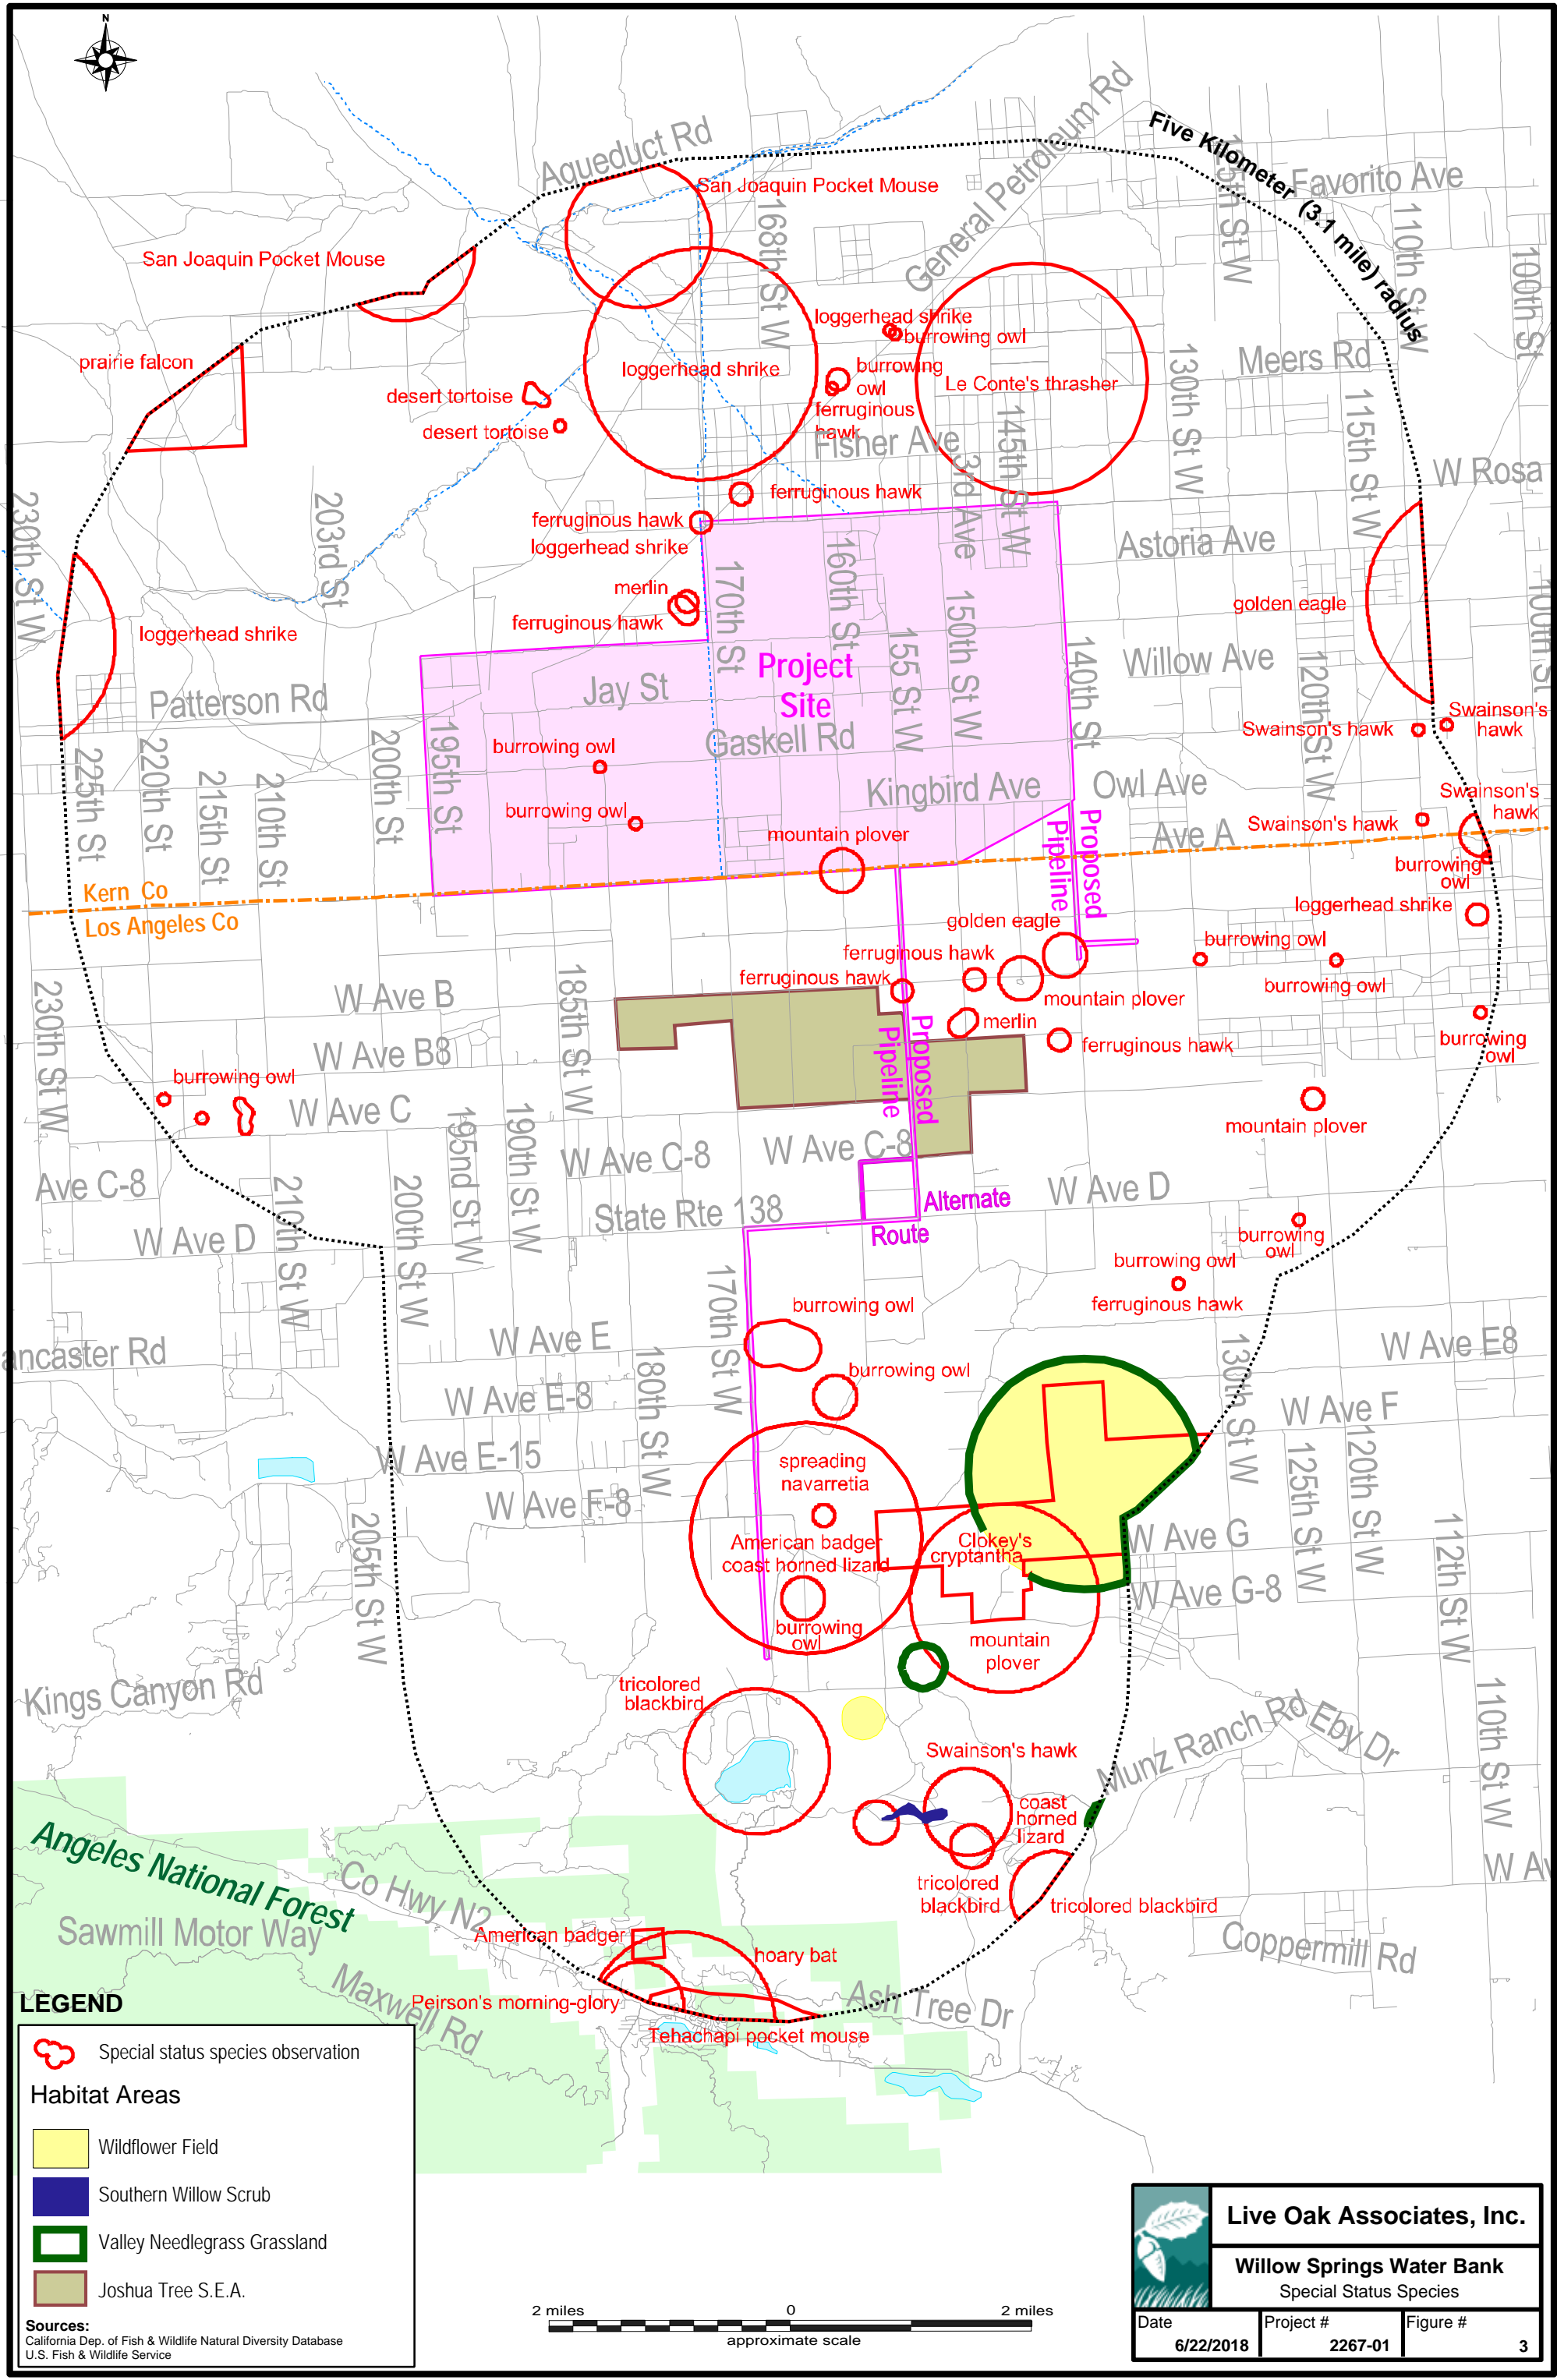 N
Aqueduct Rd
General Petroleum Rd
Five Kilometer (3.1 mile) radius
Favorito Ave
110th St W
100th St
168th St W
San Joaquin Pocket Mouse
San Joaquin Pocket Mouse
prairie falcon
loggerhead shrike
burrowing owl
loggerhead shrike
burrowing
owl
ferruginous
hawk
Le Conte's thrasher
Meers Rd
desert tortoise
desert tortoise
Fisher Ave
3rd Ave
145th St W
130th St W
115th St W
W Rosa
230th St W
203rd St
ferruginous hawk
ferruginous hawk
loggerhead shrike
Astoria Ave
merlin
ferruginous hawk
170th St
160th St
155 St W
150th St W
140th St
golden eagle
100th St
loggerhead shrike
Project
Site
Willow Ave
120th St W
Patterson Rd
Jay St
Gaskell Rd
Swainson's hawk
Swainson's
hawk
225th St
220th St
215th St
210th St
200th St
195th St
burrowing owl
burrowing owl
Kingbird Ave
Owl Ave
Ave A
Swainson's hawk
Swainson's
hawk
mountain plover
Proposed
Pipeline
burrowing
owl
Kern Co
Los Angeles Co
loggerhead shrike
golden eagle
ferruginous hawk
ferruginous hawk
burrowing owl
burrowing owl
mountain plover
merlin
ferruginous hawk
burrowing
owl
W Ave B
185th St W
230th St W
W Ave B8
Proposed
Pipeline
burrowing owl
W Ave C
mountain plover
195nd St W
190th St W
W Ave C-8
W Ave C-8
Ave C-8
210th St W
200th St W
State Rte 138
Alternate
Route
W Ave D
W Ave D
burrowing
owl
burrowing owl
ferruginous hawk
170th St W
burrowing owl
ancaster Rd
W Ave E
W Ave E8
180th St W
130th St W
burrowing owl
W Ave E-8
W Ave F
W Ave E-15
125th St W
120th St W
spreading
navarretia
W Ave F-8
205th St W
American badger
coast horned lizard
Clokey's
cryptantha
W Ave G
112th St W
W Ave G-8
burrowing
owl
mountain
plover
Kings Canyon Rd
tricolored
blackbird
Munz Ranch Rd
Eby Dr
110th St W
Swainson's hawk
coast
horned
lizard
Angeles National Forest
Co Hwy N2
tricolored
blackbird
tricolored blackbird
Sawmill Motor Way
American badger
hoary bat
Coppermill Rd
Maxwell Rd
Peirson's morning-glory
Ash Tree Dr
Tehachapi pocket mouse
LEGEND
Special status species observation
Habitat Areas
Wildflower Field
Southern Willow Scrub
Valley Needlegrass Grassland
Joshua Tree S.E.A.
Sources:
California Dep. of Fish & Wildlife Natural Diversity Database
U.S. Fish & Wildlife Service
2 miles 0 2 miles
approximate scale
Live Oak Associates, Inc.
Willow Springs Water Bank
Special Status Species
Date
6/22/2018
Project #
2267-01
Figure #
3